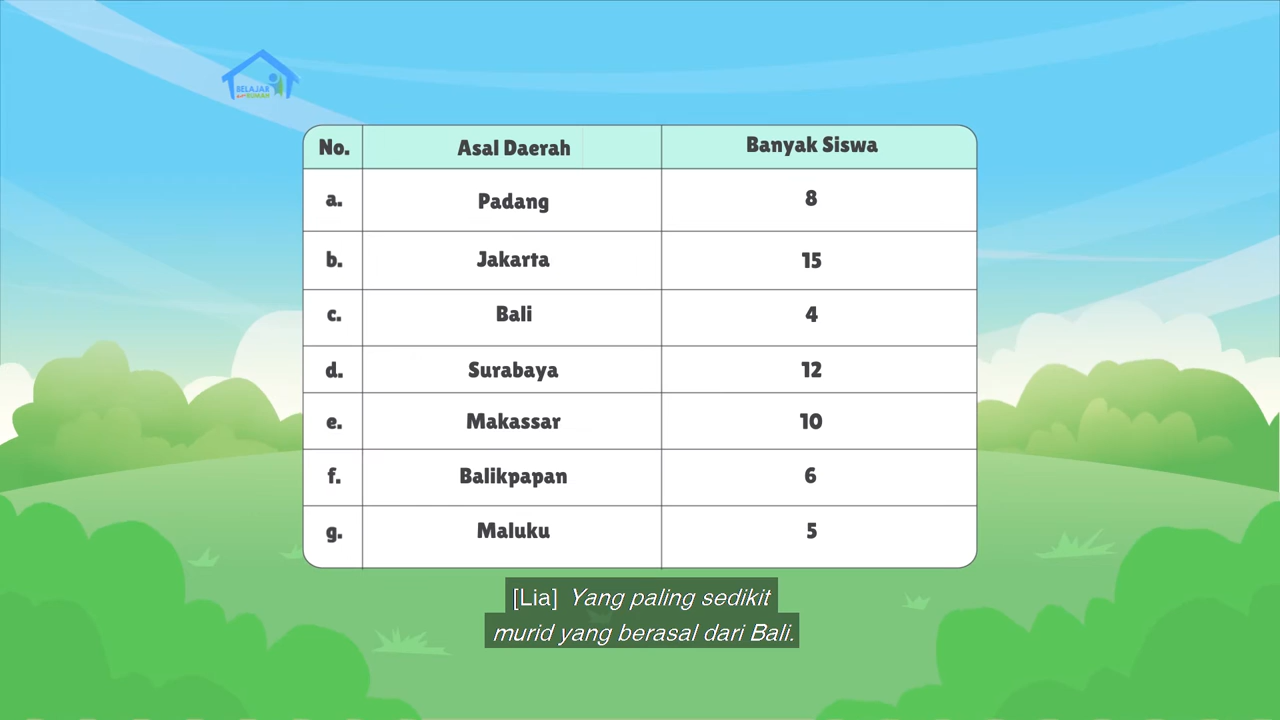 BELAJAR
RUMAH
No. Asal Daerah Banyak Siswa
a. Padang 8
b. Jakarta 15
c. Bali 4
d. Surabaya 12
e. Makassar 10
f. Balikpapan 6
g. Maluku 5
[Lia] Yang paling sedikit
murid yang berasal dari Bali.